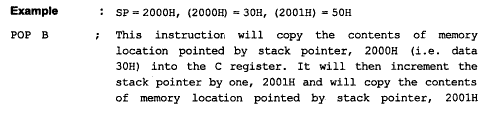 Example : SP = 2000H, (2000H) = 30H, (2001H) = 50H
POP B ; This instruction will copy the contents of memory
location pointed by stack pointer, 2000H (i.e. data
30H) into the C register. It will then increment the
stack pointer by one, 2001H and will copy the contents
of memory location pointed by stack pointer, 2001H